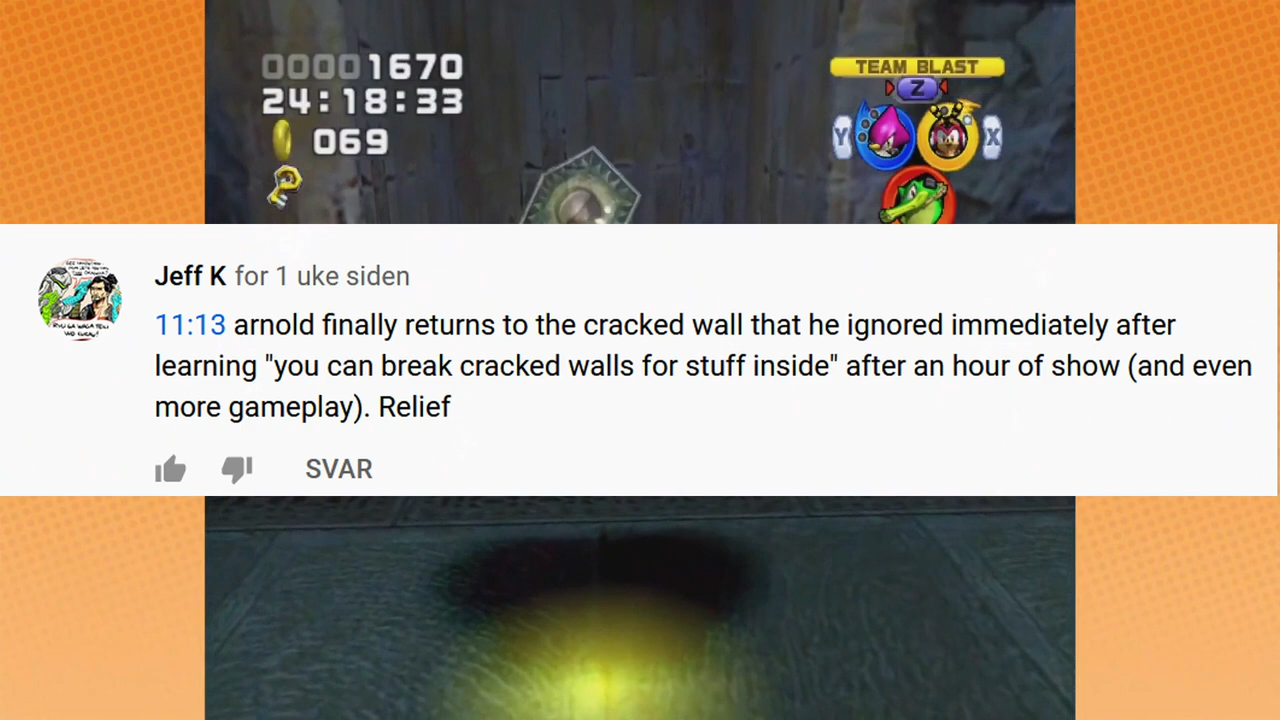 00001670
24:18:33
069
TEAM BLAST
Z
Y
X
Jeff K for 1 uke siden
11:13 arnold finally returns to the cracked wall that he ignored immediately after
learning "you can break cracked walls for stuff inside" after an hour of show (and even
more gameplay). Relief
SVAR